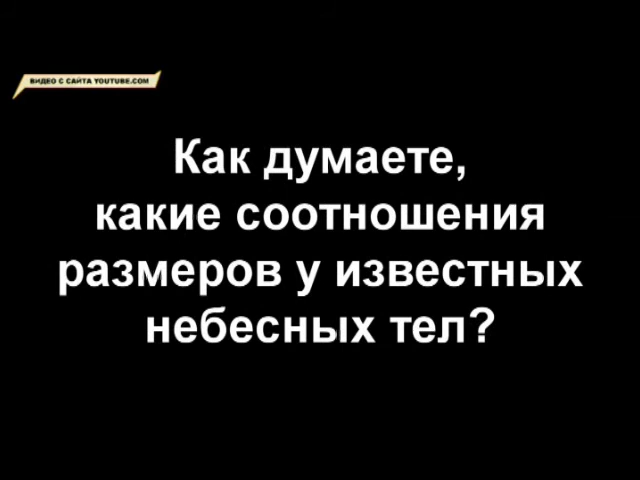 ВИДЕО С САЙТА YOUTUBE.COM
Как думаете,
какие соотношения
размеров у известных
небесных тел?